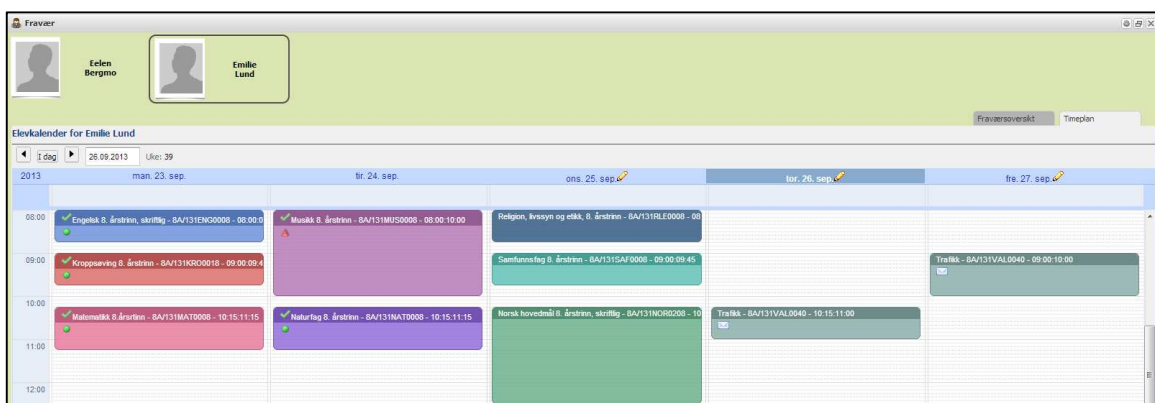 Fravær
Eelen
Bergmo
Emilie
Lund
Fraværsoversikt
Timeplan
Elevkalender for Emilie Lund
I dag
26.09.2013
Uke: 39
2013
man. 23. sep.
tir. 24. sep.
ons. 25. sep.
tor. 26. sep.
fre. 27. sep.
08:00
Engelsk 8. årstrinn, skriftlig - 8A/131ENG0008 - 08:00:0
Musikk 8. årstrinn - 8A/131MUS0008 - 08:00:10:00
Religion, livssyn og etikk, 8. årstrinn - 8A/131RLE0008 - 08
09:00
Kroppsøving 8. årstrinn - 8A/131KRO0018 - 09:00:09:4
Samfunnsfag 8. årstrinn - 8A/131SAF0008 - 09:00:09:45
Trafikk - 8A/131VAL0040 - 09:00:10:00
10:00
Matematikk 8.årsrtinn - 8A/131MAT0008 - 10:15:11:15
Naturfag 8. årstrinn - 8A/131NAT0008 - 10:15:11:15
Norsk hovedmål 8. årstrinn, skriftlig - 8A/131NOR0208 - 10
Trafikk - 8A/131VAL0040 - 10:15:11:00
11:00
12:00